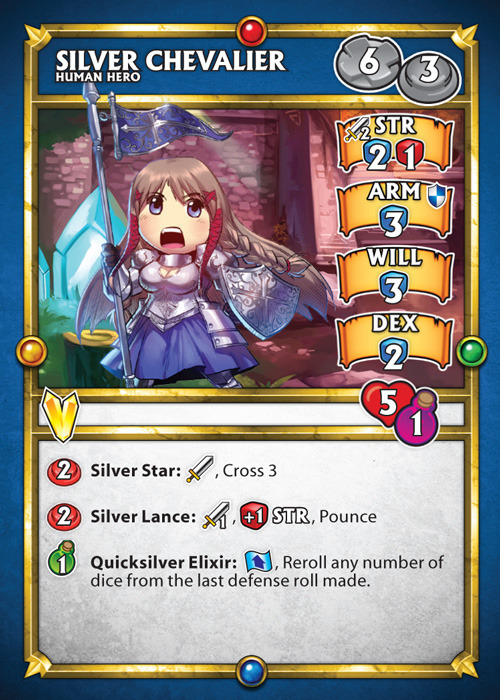 SILVER CHEVALIER
HUMAN HERO
6
3
2 STR
2 1
ARM
3
WILL
3
DEX
2
5
1
2 Silver Star: , Cross 3
2 Silver Lance: 1, +1 STR, Pounce
1 Quicksilver Elixir: , Reroll any number of
dice from the last defense roll made.